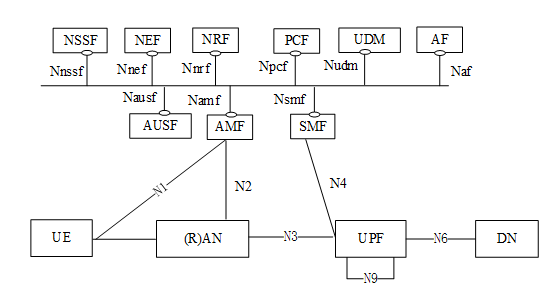 NSSF
NEF
NRF
PCF
UDM
AF
Nnssf
Nnef
Nnrf
Npcf
Nudm
Naf
Nausf
Namf
Nsmf
AUSF
AMF
SMF
N1
N2
N4
UE
(R)AN
N3
UPF
N6
DN
N9